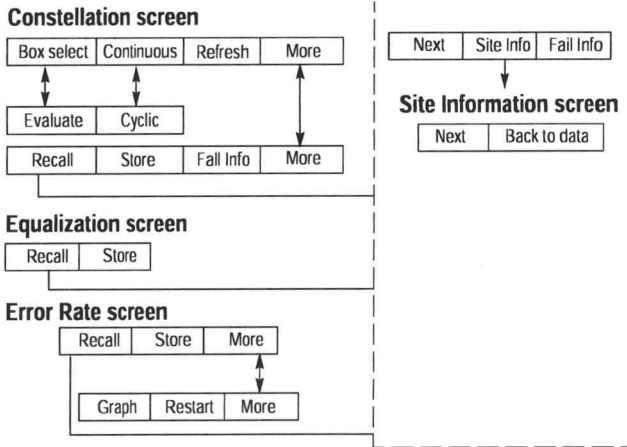 Constellation screen
Box select Continuous Refresh More
Evaluate Cyclic
Recall Store Fall Info More
Equalization screen
Recall Store
Error Rate screen
Recall Store More
Graph Restart More
Next Site Info Fail Info
Site Information screen
Next Back to data